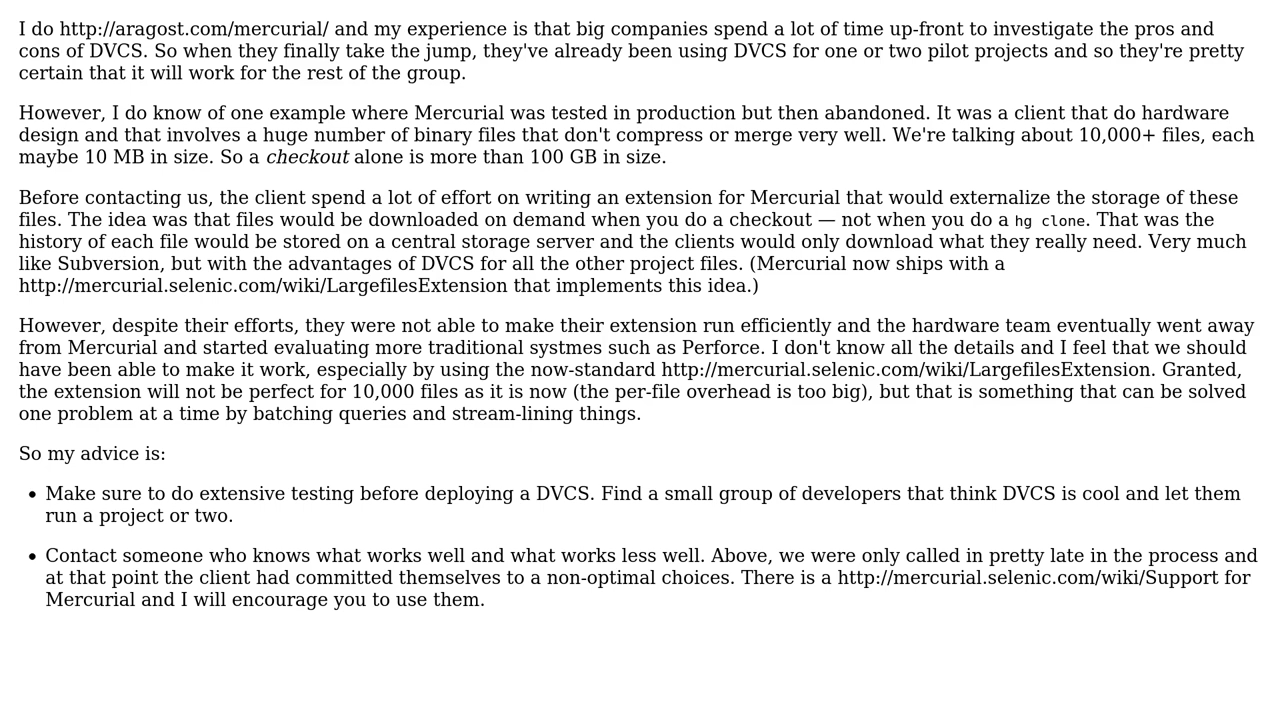 I do http://aragost.com/mercurial/ and my experience is that big companies spend a lot of time up-front to investigate the pros and
cons of DVCS. So when they finally take the jump, they've already been using DVCS for one or two pilot projects and so they're pretty
certain that it will work for the rest of the group.
However, I do know of one example where Mercurial was tested in production but then abandoned. It was a client that do hardware
design and that involves a huge number of binary files that don't compress or merge very well. We're talking about 10,000+ files, each
maybe 10 MB in size. So a checkout alone is more than 100 GB in size.
Before contacting us, the client spend a lot of effort on writing an extension for Mercurial that would externalize the storage of these
files. The idea was that files would be downloaded on demand when you do a checkout — not when you do a hg clone. That was the
history of each file would be stored on a central storage server and the clients would only download what they really need. Very much
like Subversion, but with the advantages of DVCS for all the other project files. (Mercurial now ships with a
http://mercurial.selenic.com/wiki/LargefilesExtension that implements this idea.)
However, despite their efforts, they were not able to make their extension run efficiently and the hardware team eventually went away
from Mercurial and started evaluating more traditional systmes such as Perforce. I don't know all the details and I feel that we should
have been able to make it work, especially by using the now-standard http://mercurial.selenic.com/wiki/LargefilesExtension. Granted,
the extension will not be perfect for 10,000 files as it is now (the per-file overhead is too big), but that is something that can be solved
one problem at a time by batching queries and stream-lining things.
So my advice is:
• Make sure to do extensive testing before deploying a DVCS. Find a small group of developers that think DVCS is cool and let them
run a project or two.
• Contact someone who knows what works well and what works less well. Above, we were only called in pretty late in the process and
at that point the client had committed themselves to a non-optimal choices. There is a http://mercurial.selenic.com/wiki/Support for
Mercurial and I will encourage you to use them.